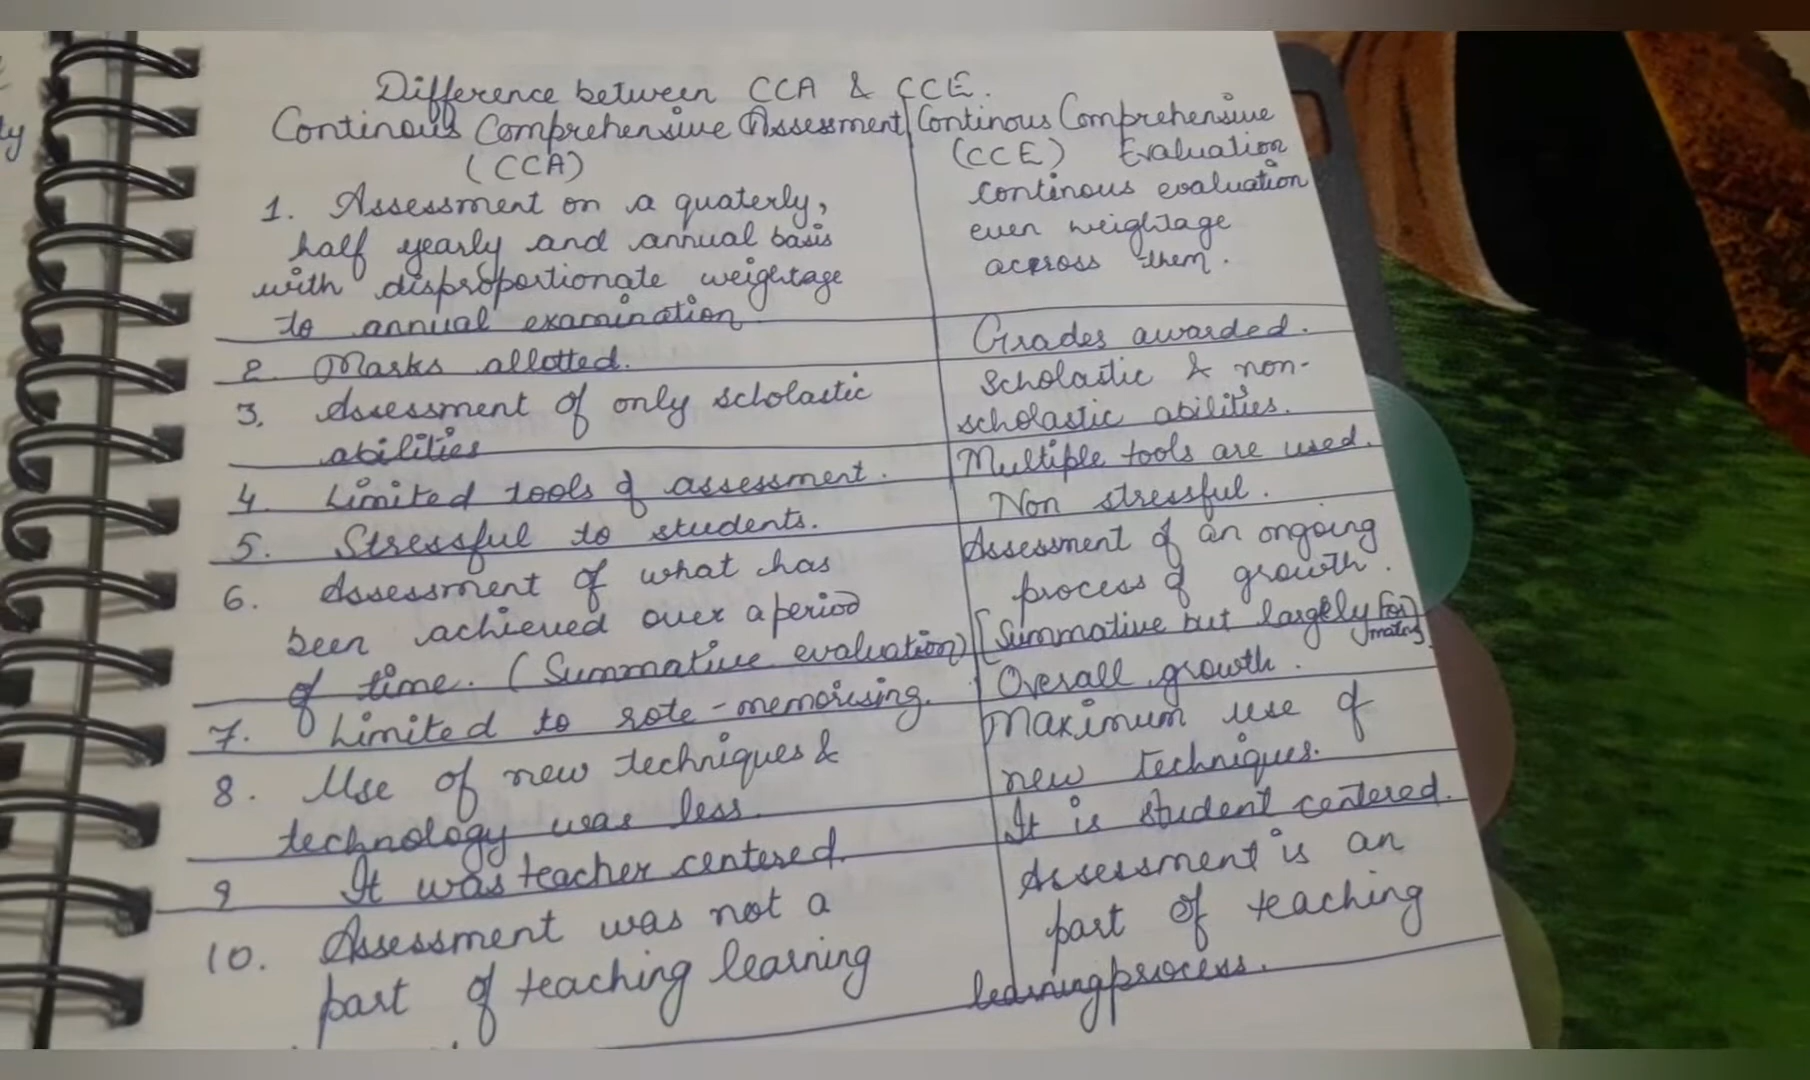 ly
Difference between CCA & CCE.
Continous Comprehensive Assessment
(CCA)
Continous Comprehensive
(CCE) Evaluation
1. Assessment on a quaterly,
half yearly and annual basis
with disproportionate weightage
to annual examination
continous evaluation
even weightage
across them.
2. Marks allotted.
Grades awarded.
3. Assessment of only scholastic
abilities
Scholastic & non-
scholastic abilities.
4. Limited tools of assessment.
Multiple tools are used.
5. Stressful to students.
Non stressful.
6. Assessment of what has
been achieved over a period
of time. (Summative evaluation)
Assessment of an ongoing
process of growth.
(Summative but largely
7. Limited to rote-memorising.
Overall growth.
8. Use of new techniques &
technology was less.
Maximum use of
new techniques.
9 It was teacher centered.
It is student centered.
10. Assessment was not a
part of teaching learning
Assessment is an
part of teaching
learning process.